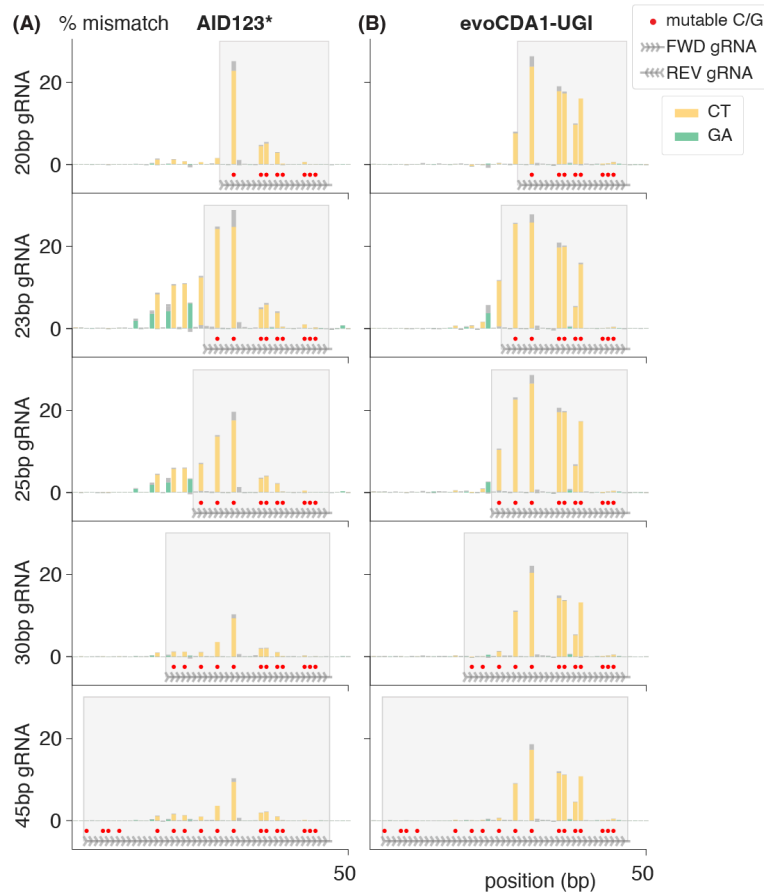 (A) % mismatch AID123*
(B) evoCDA1-UGI
mutable C/G
FWD gRNA
REV gRNA
CT
GA
20bp gRNA
20
0
23bp gRNA
20
0
25bp gRNA
20
0
30bp gRNA
20
0
45bp gRNA
20
0
50 position (bp) 50